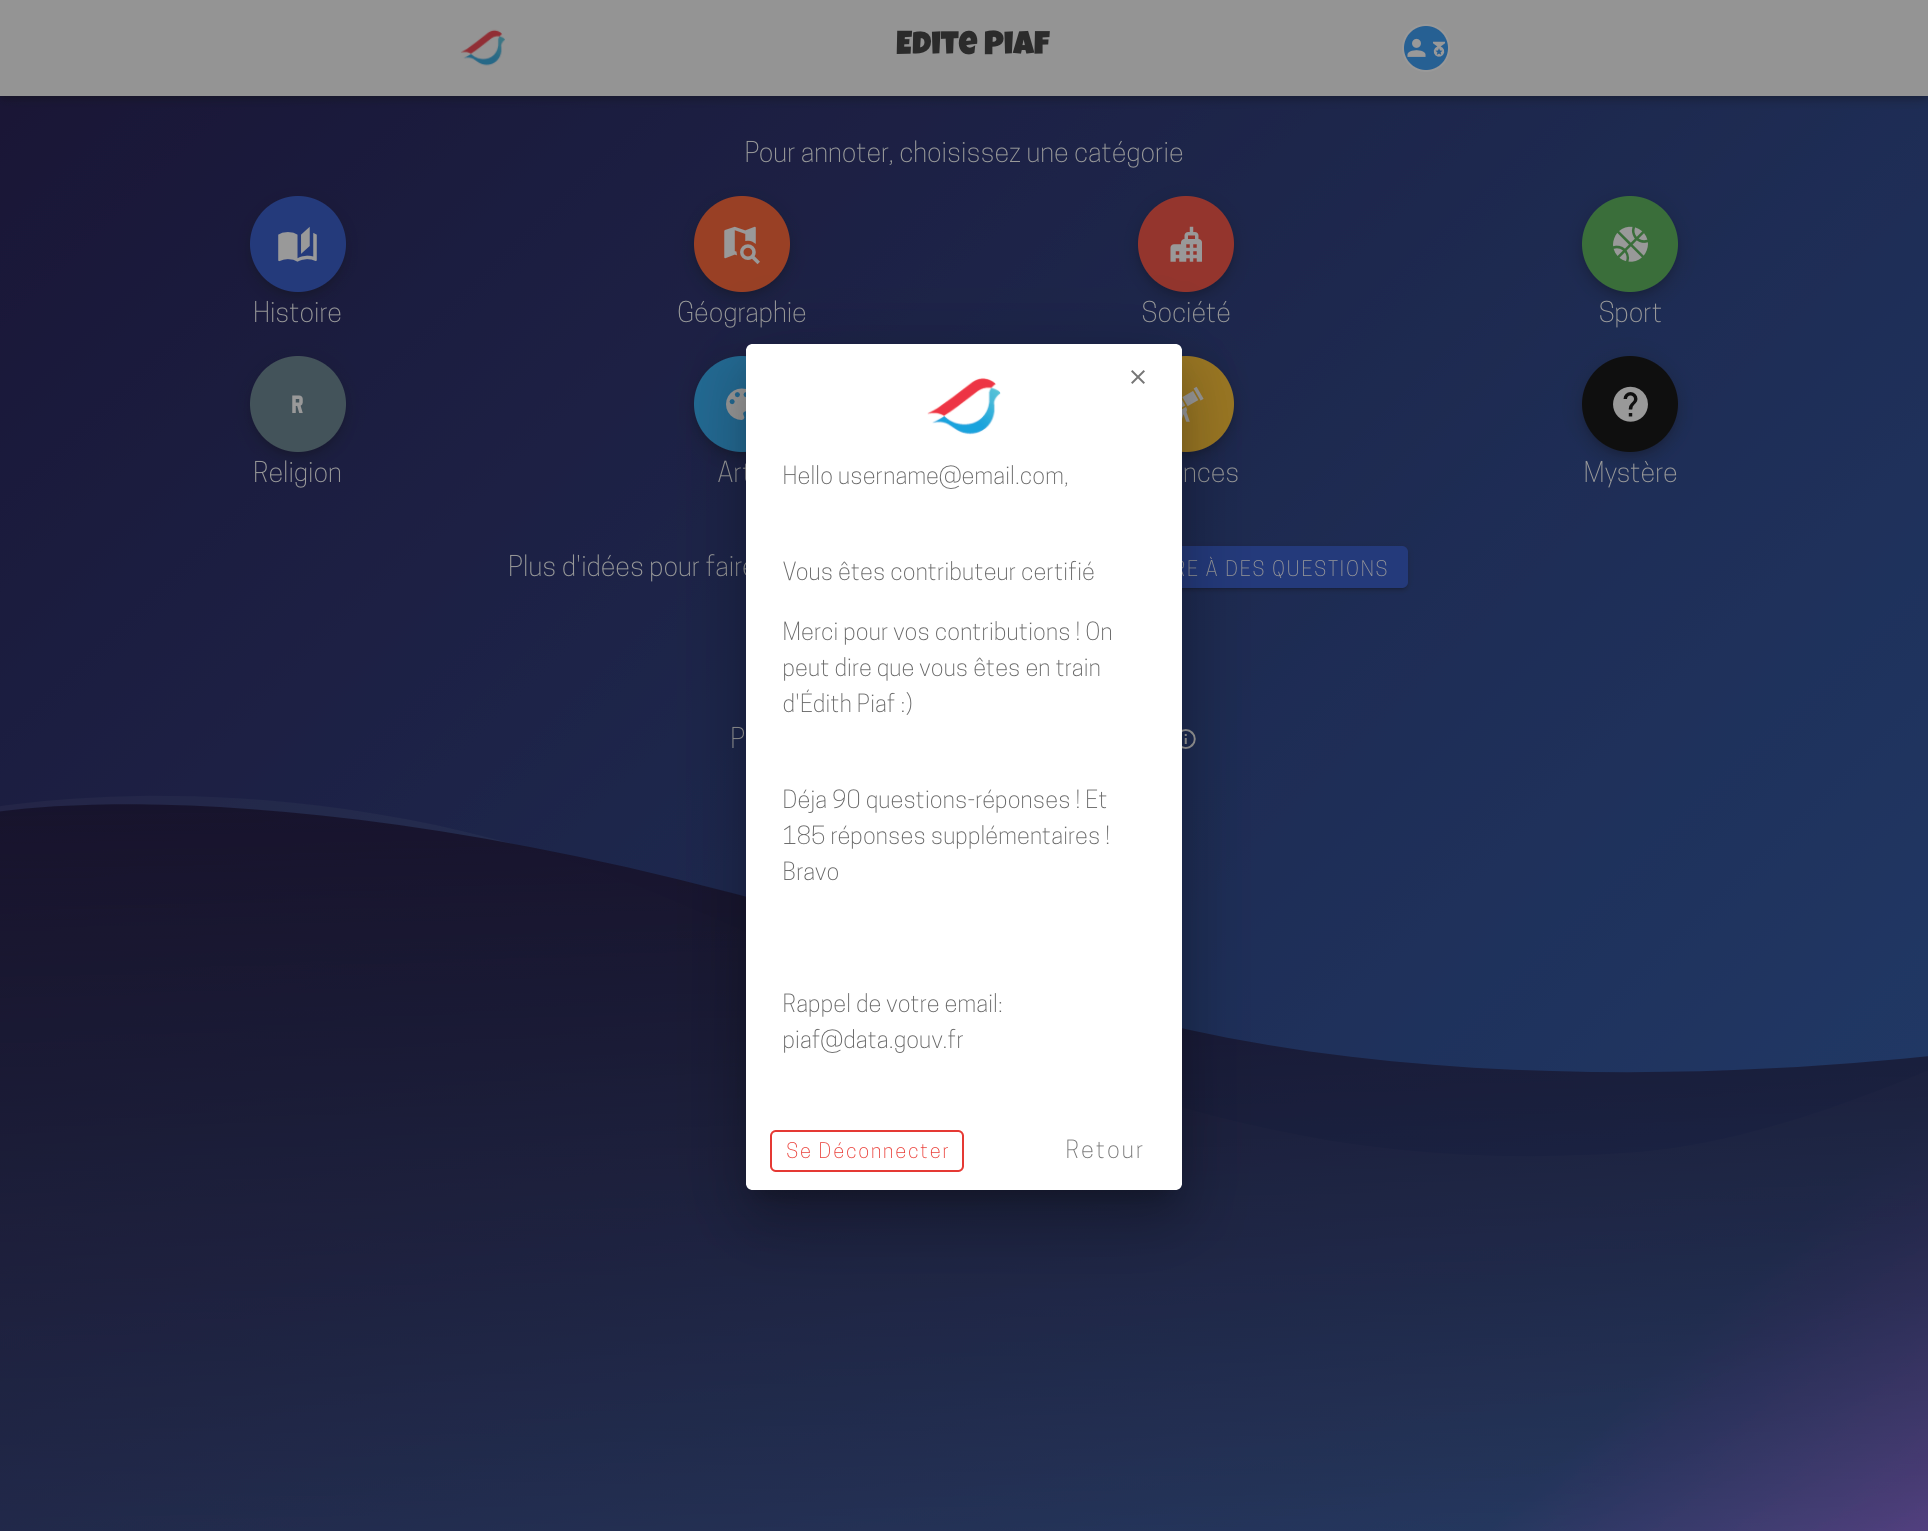 Edite PIAF
Pour annoter, choisissez une catégorie
Histoire
Géographie
Société
Sport
R
Religion
Mystère
Plus d'idées pour faire
À DES QUESTIONS
Hello username@email.com,
Vous êtes contributeur certifié
Merci pour vos contributions ! On
peut dire que vous êtes en train
d'Édith Piaf :)
Déja 90 questions-réponses ! Et
185 réponses supplémentaires !
Bravo
Rappel de votre email:
piaf@data.gouv.fr
Se Déconnecter
Retour